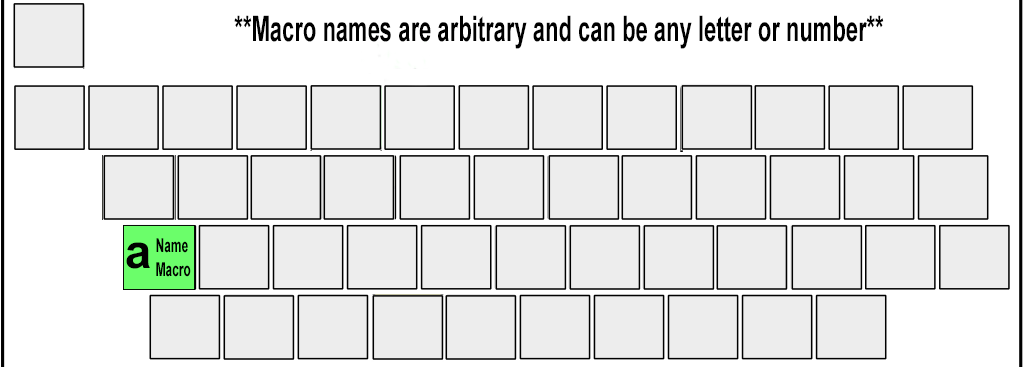 **Macro names are arbitrary and can be any letter or number**
a Name
Macro